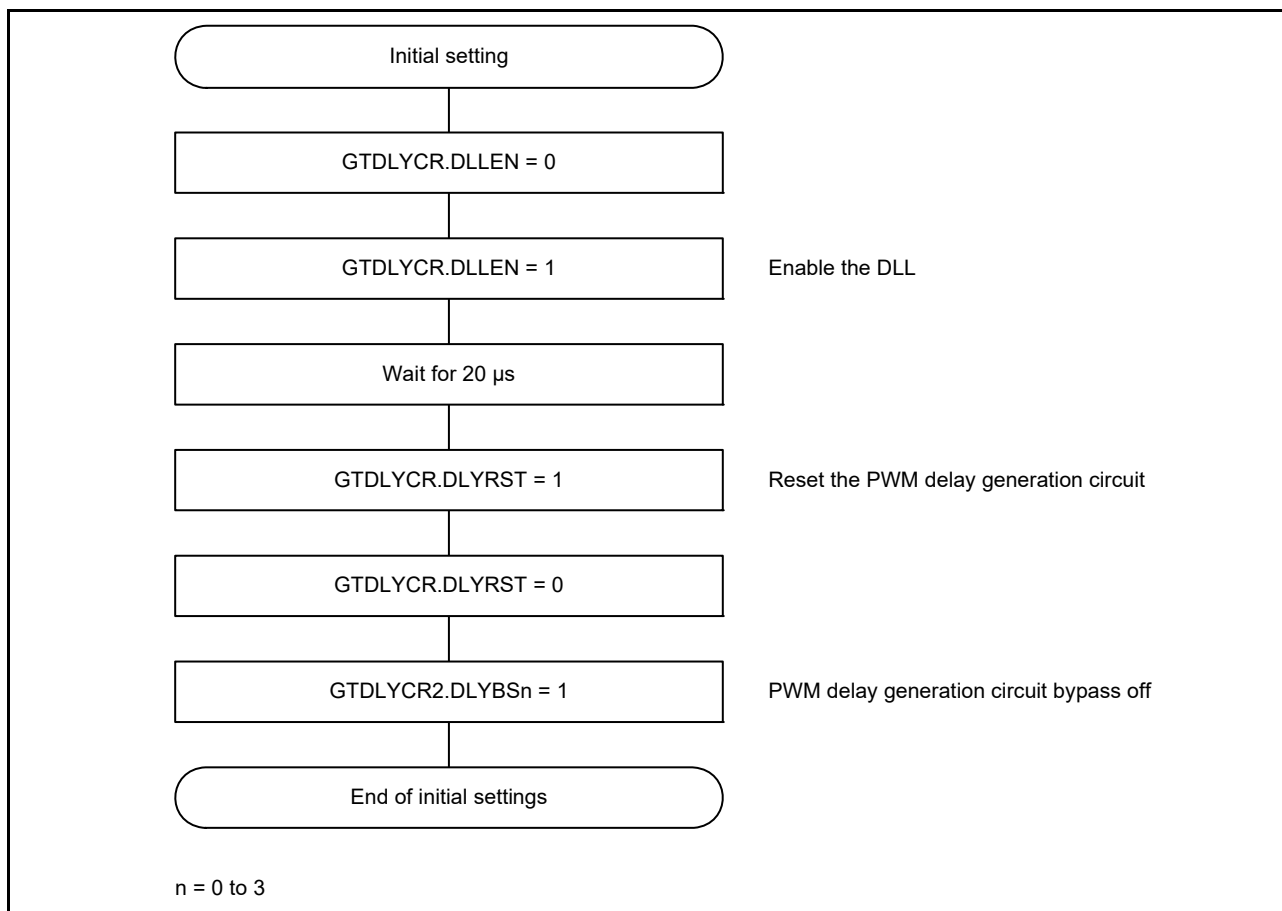 Initial setting
GTDLYCR.DLLEN = 0
GTDLYCR.DLLEN = 1
Enable the DLL
Wait for 20 µs
GTDLYCR.DLYRST = 1
Reset the PWM delay generation circuit
GTDLYCR.DLYRST = 0
GTDLYCR2.DLYBSn = 1
PWM delay generation circuit bypass off
End of initial settings
n = 0 to 3